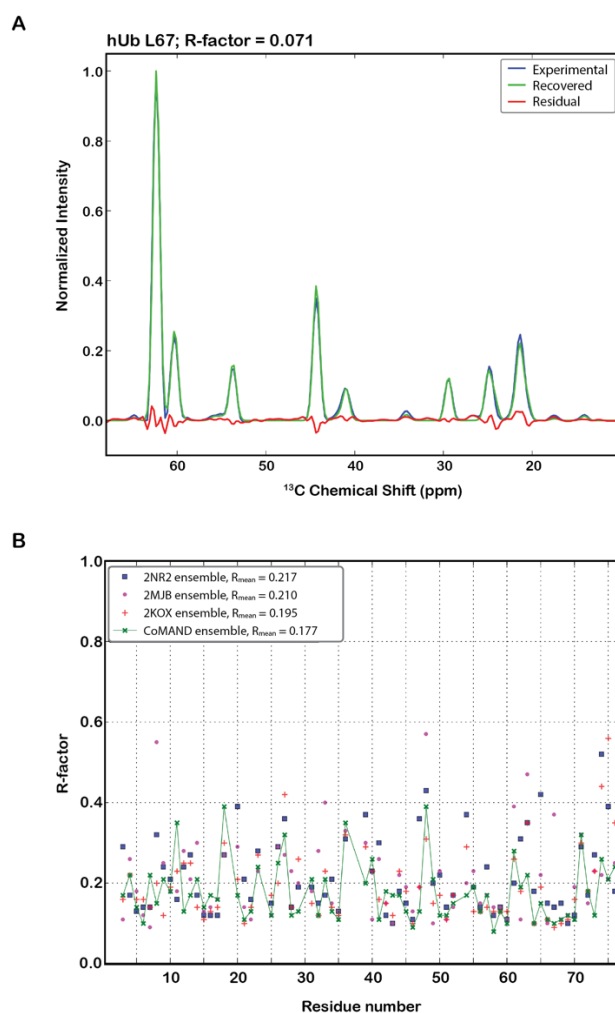 A
hUb L67; R-factor = 0.071
Experimental
Recovered
Residual
1.0
0.8
0.6
0.4
0.2
0.0
Normalized Intensity
60 50 40 30 20
¹³C Chemical Shift (ppm)
B
2NR2 ensemble, Rmean = 0.217
2MJB ensemble, Rmean = 0.210
2KOX ensemble, Rmean = 0.195
CoMAND ensemble, Rmean = 0.177
1.0
0.8
0.6
0.4
0.2
0.0
R-factor
10 20 30 40 50 60 70
Residue number